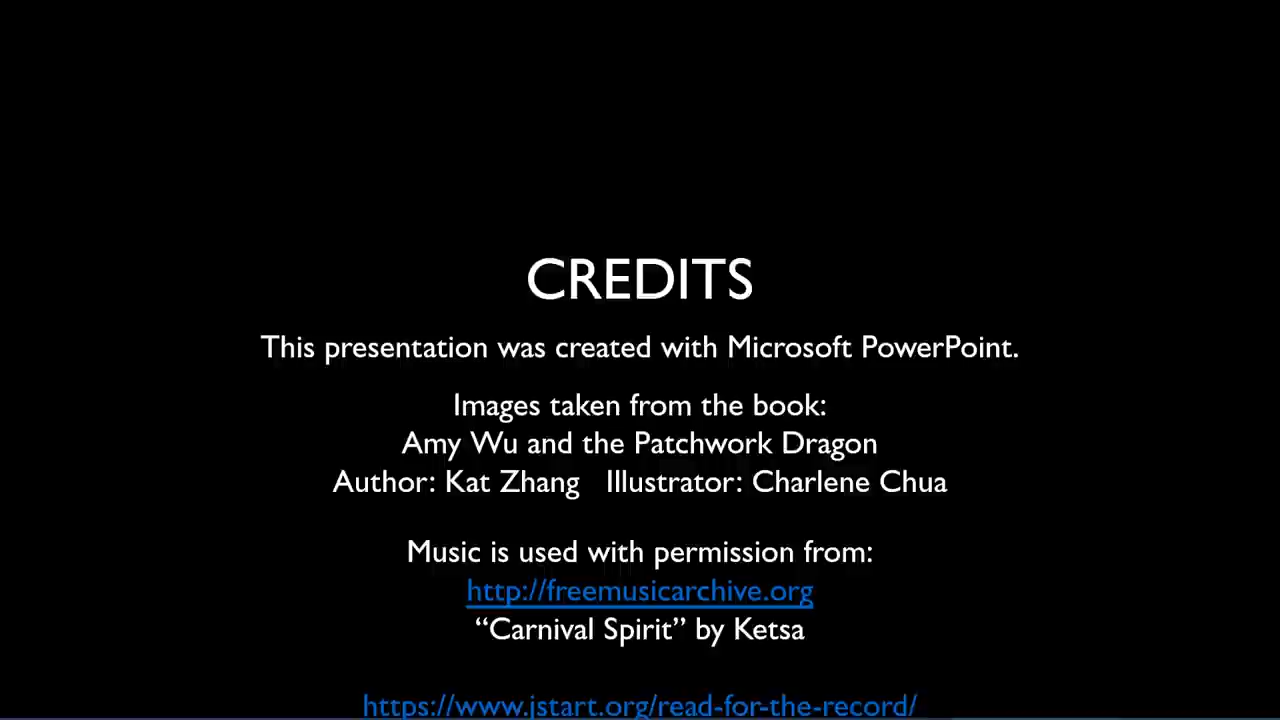 CREDITS
This presentation was created with Microsoft PowerPoint.
Images taken from the book:
Amy Wu and the Patchwork Dragon
Author: Kat Zhang Illustrator: Charlene Chua
Music is used with permission from:
http://freemusicarchive.org
“Carnival Spirit” by Ketsa
https://www.jstart.org/read-for-the-record/